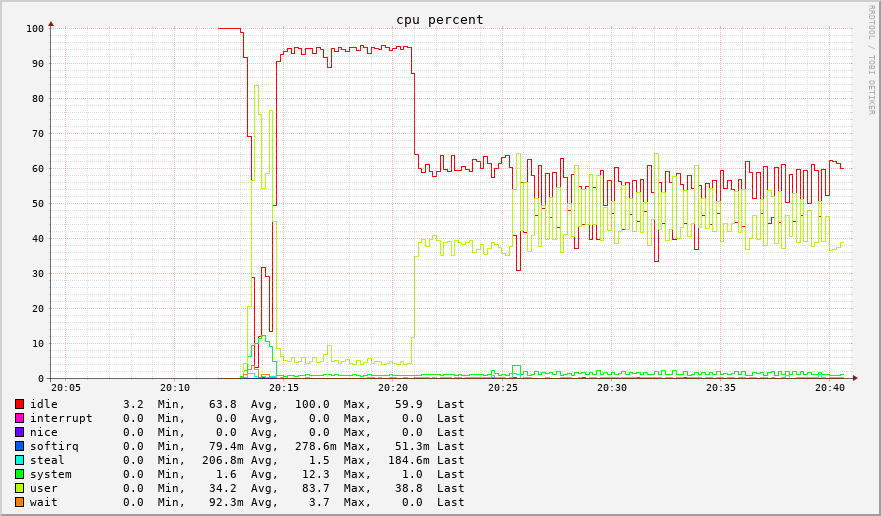 cpu percent
RRDTOOL / TOBI OETIKER
100
90
80
70
60
50
40
30
20
10
0
20:05 20:10 20:15 20:20 20:25 20:30 20:35 20:40
idle 3.2 Min, 63.8 Avg, 100.0 Max, 59.9 Last
interrupt 0.0 Min, 0.0 Avg, 0.0 Max, 0.0 Last
nice 0.0 Min, 0.0 Avg, 0.0 Max, 0.0 Last
softirq 0.0 Min, 79.4m Avg, 278.6m Max, 51.3m Last
steal 0.0 Min, 206.8m Avg, 1.5 Max, 184.6m Last
system 0.0 Min, 1.6 Avg, 12.3 Max, 1.0 Last
user 0.0 Min, 34.2 Avg, 83.7 Max, 38.8 Last
wait 0.0 Min, 92.3m Avg, 3.7 Max, 0.0 Last